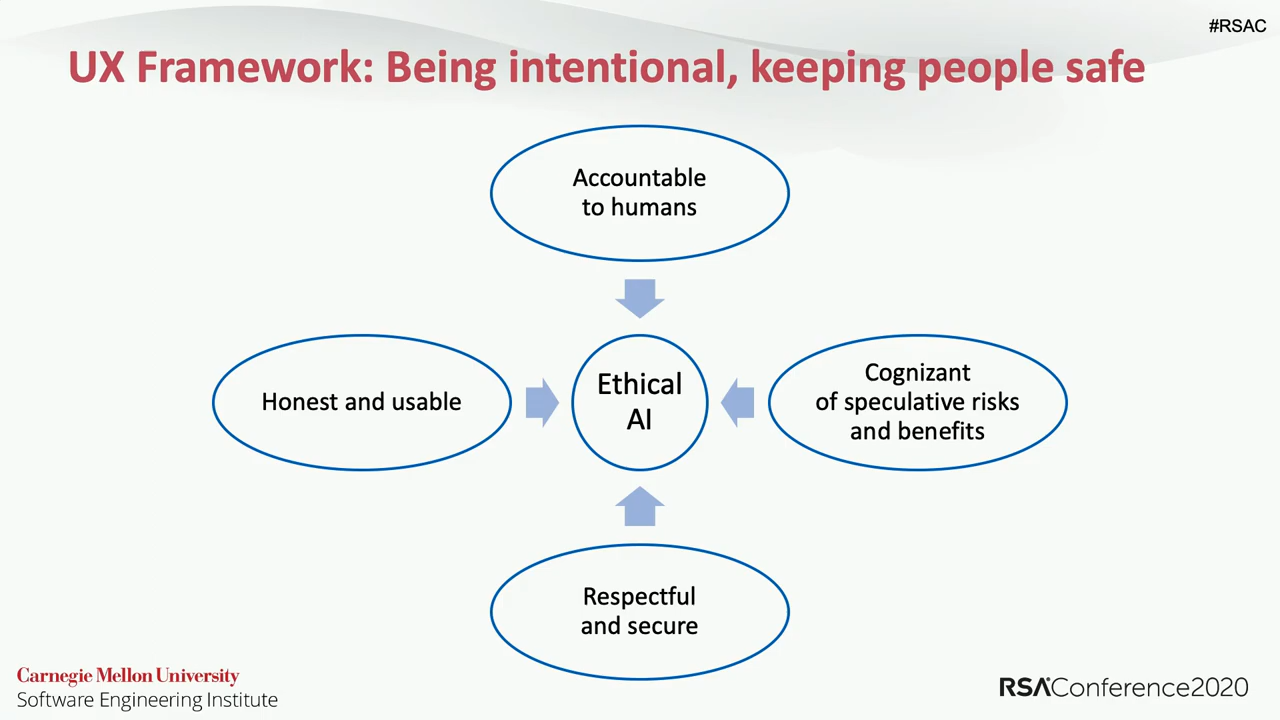 #RSAC
UX Framework: Being intentional, keeping people safe
Accountable
to humans
Honest and usable
Ethical
AI
Cognizant
of speculative risks
and benefits
Respectful
and secure
Carnegie Mellon University
Software Engineering Institute
RSAConference2020